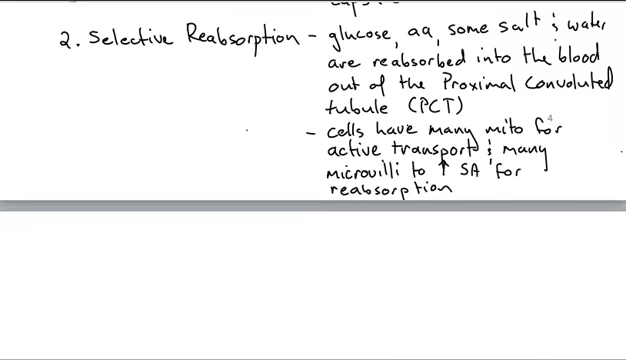 2. Selective Reabsorption - glucose, aa, some salt & water
are reabsorbed into the blood
out of the Proximal Convoluted
tubule (PCT)
- cells have many mito for
active transport & many
microvilli to ↑ SA for
reabsorption